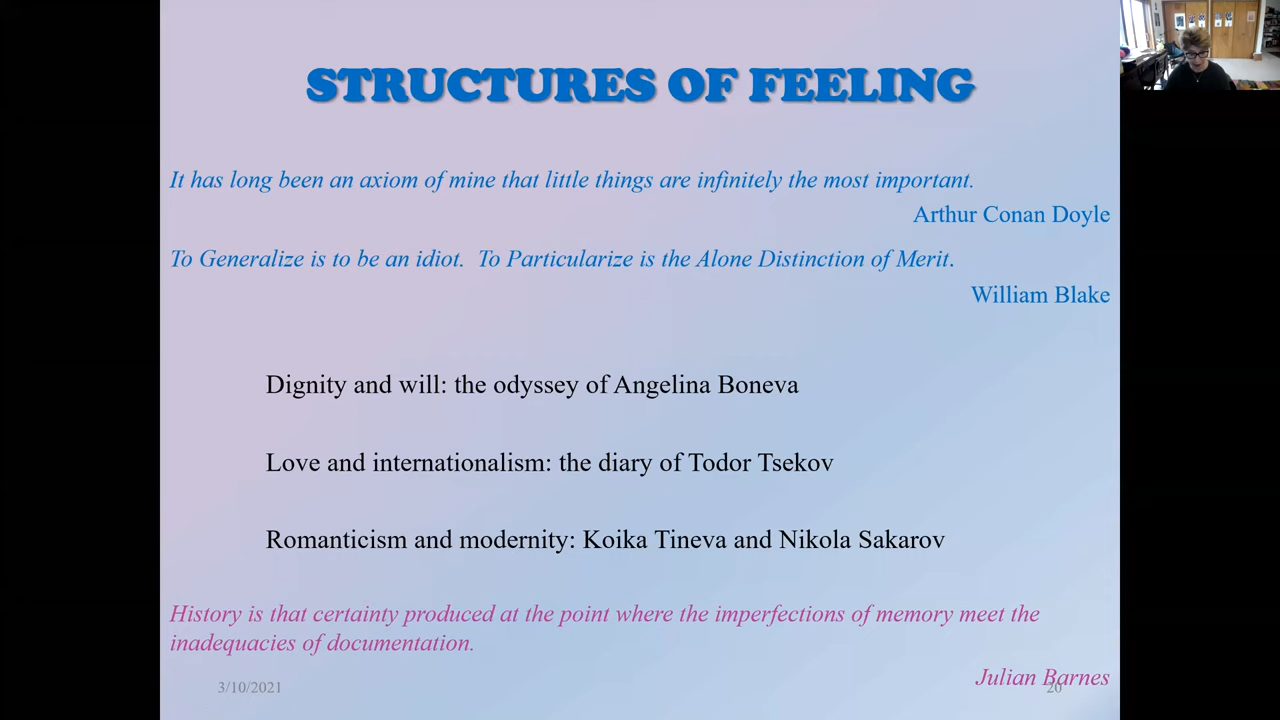 STRUCTURES OF FEELING
It has long been an axiom of mine that little things are infinitely the most important.
Arthur Conan Doyle
To Generalize is to be an idiot.  To Particularize is the Alone Distinction of Merit.
William Blake
Dignity and will: the odyssey of Angelina Boneva
Love and internationalism: the diary of Todor Tsekov
Romanticism and modernity: Koika Tineva and Nikola Sakarov
History is that certainty produced at the point where the imperfections of memory meet the
inadequacies of documentation.
Julian Barnes
3/10/2021
20